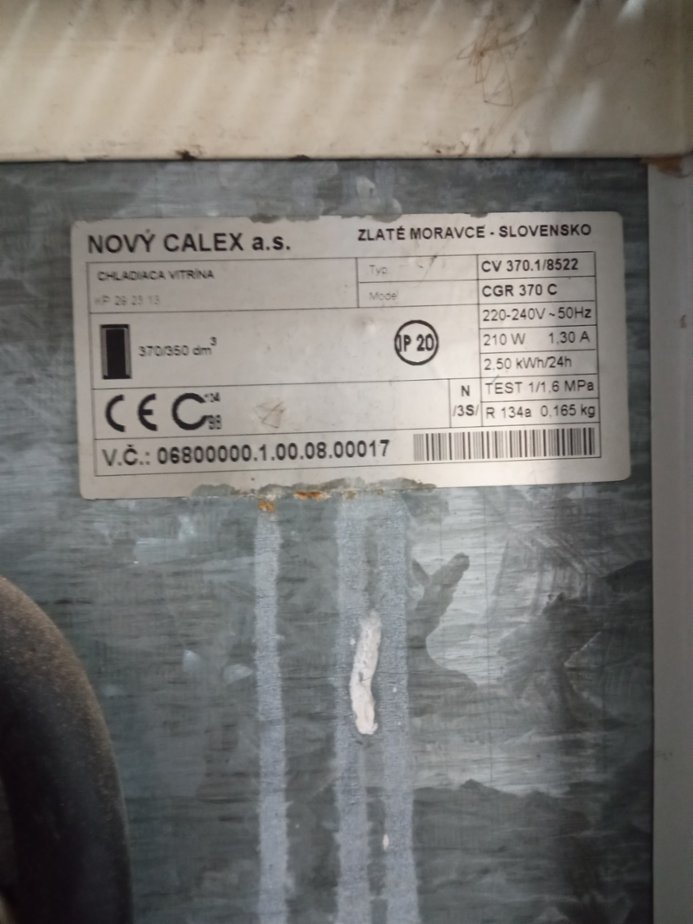 NOVÝ CALEX a.s.
ZLATÉ MORAVCE - SLOVENSKO
CHLADIACA VITRÍNA
Typ
CV 370.1/8522
Model
CGR 370 C
220-240V ~ 50Hz
370/350 dm³
IP 20
210 W 1,30 A
2,50 kWh/24h
N /3S/
TEST 1/1,6 MPa
CE C
R 134a 0,165 kg
V.Č.: 06800000.1.00.08.00017